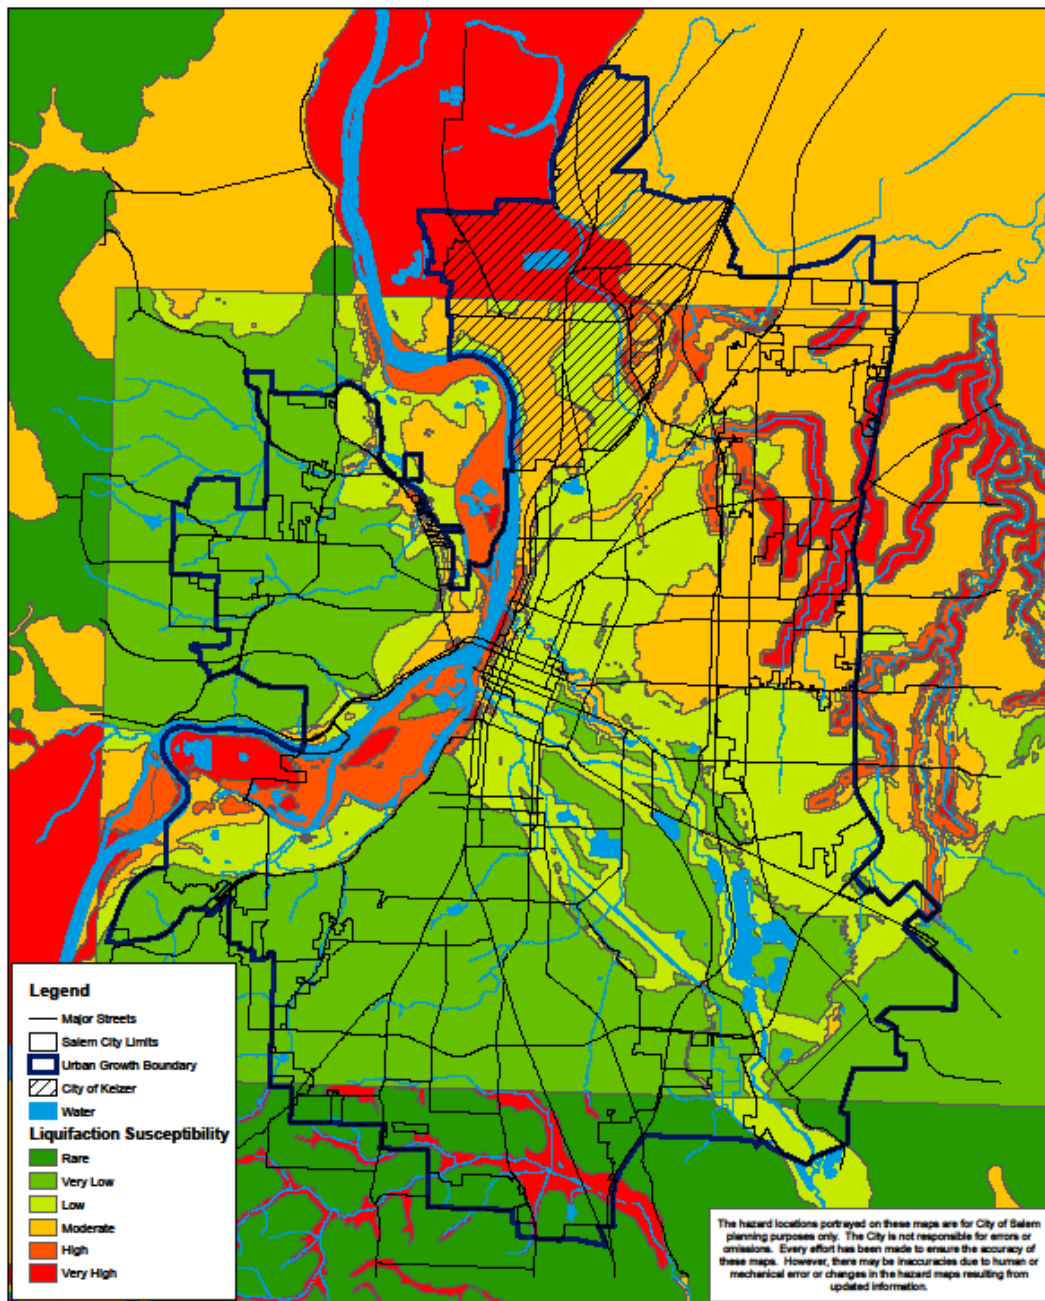 Legend
Major Streets
Salem City Limits
Urban Growth Boundary
City of Keizer
Water
Liquifaction Susceptibility
Rare
Very Low
Low
Moderate
High
Very High
The hazard locations portrayed on these maps are for City of Salem
planning purposes only. The City is not responsible for errors or
omissions. Every effort has been made to ensure the accuracy of
these maps. However, there may be inaccuracies due to human or
mechanical error or changes in the hazard maps resulting from
updated information.